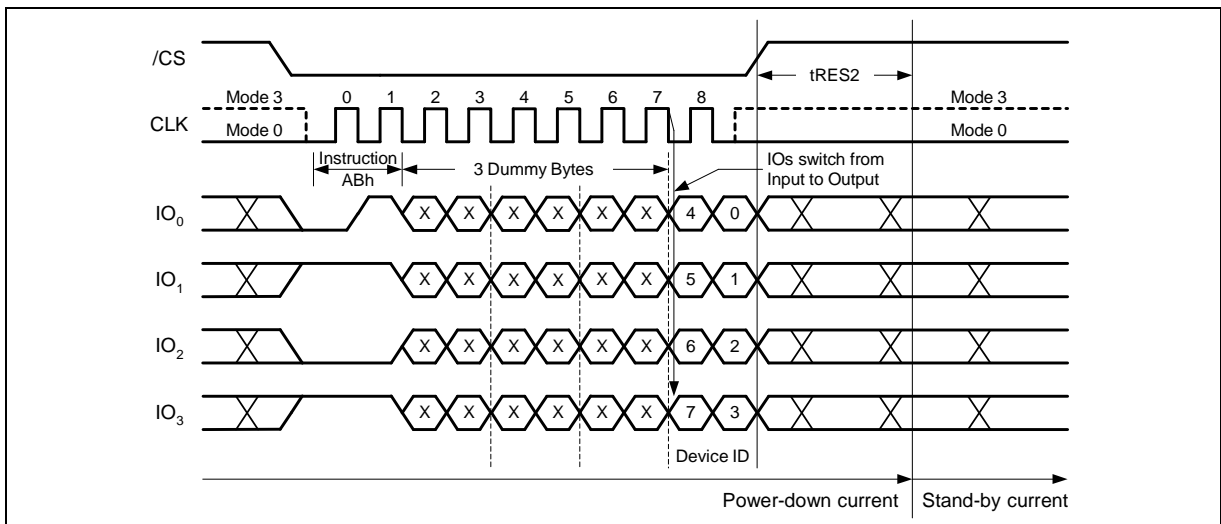 /CS
tRES2
Mode 3 0 1 2 3 4 5 6 7 8 Mode 3
CLK
Mode 0 Mode 0
Instruction
ABh
3 Dummy Bytes
IOs switch from
Input to Output
IO0 X X X X X X 4 0
IO1 X X X X X X 5 1
IO2 X X X X X X 6 2
IO3 X X X X X X 7 3
Device ID
Power-down current Stand-by current